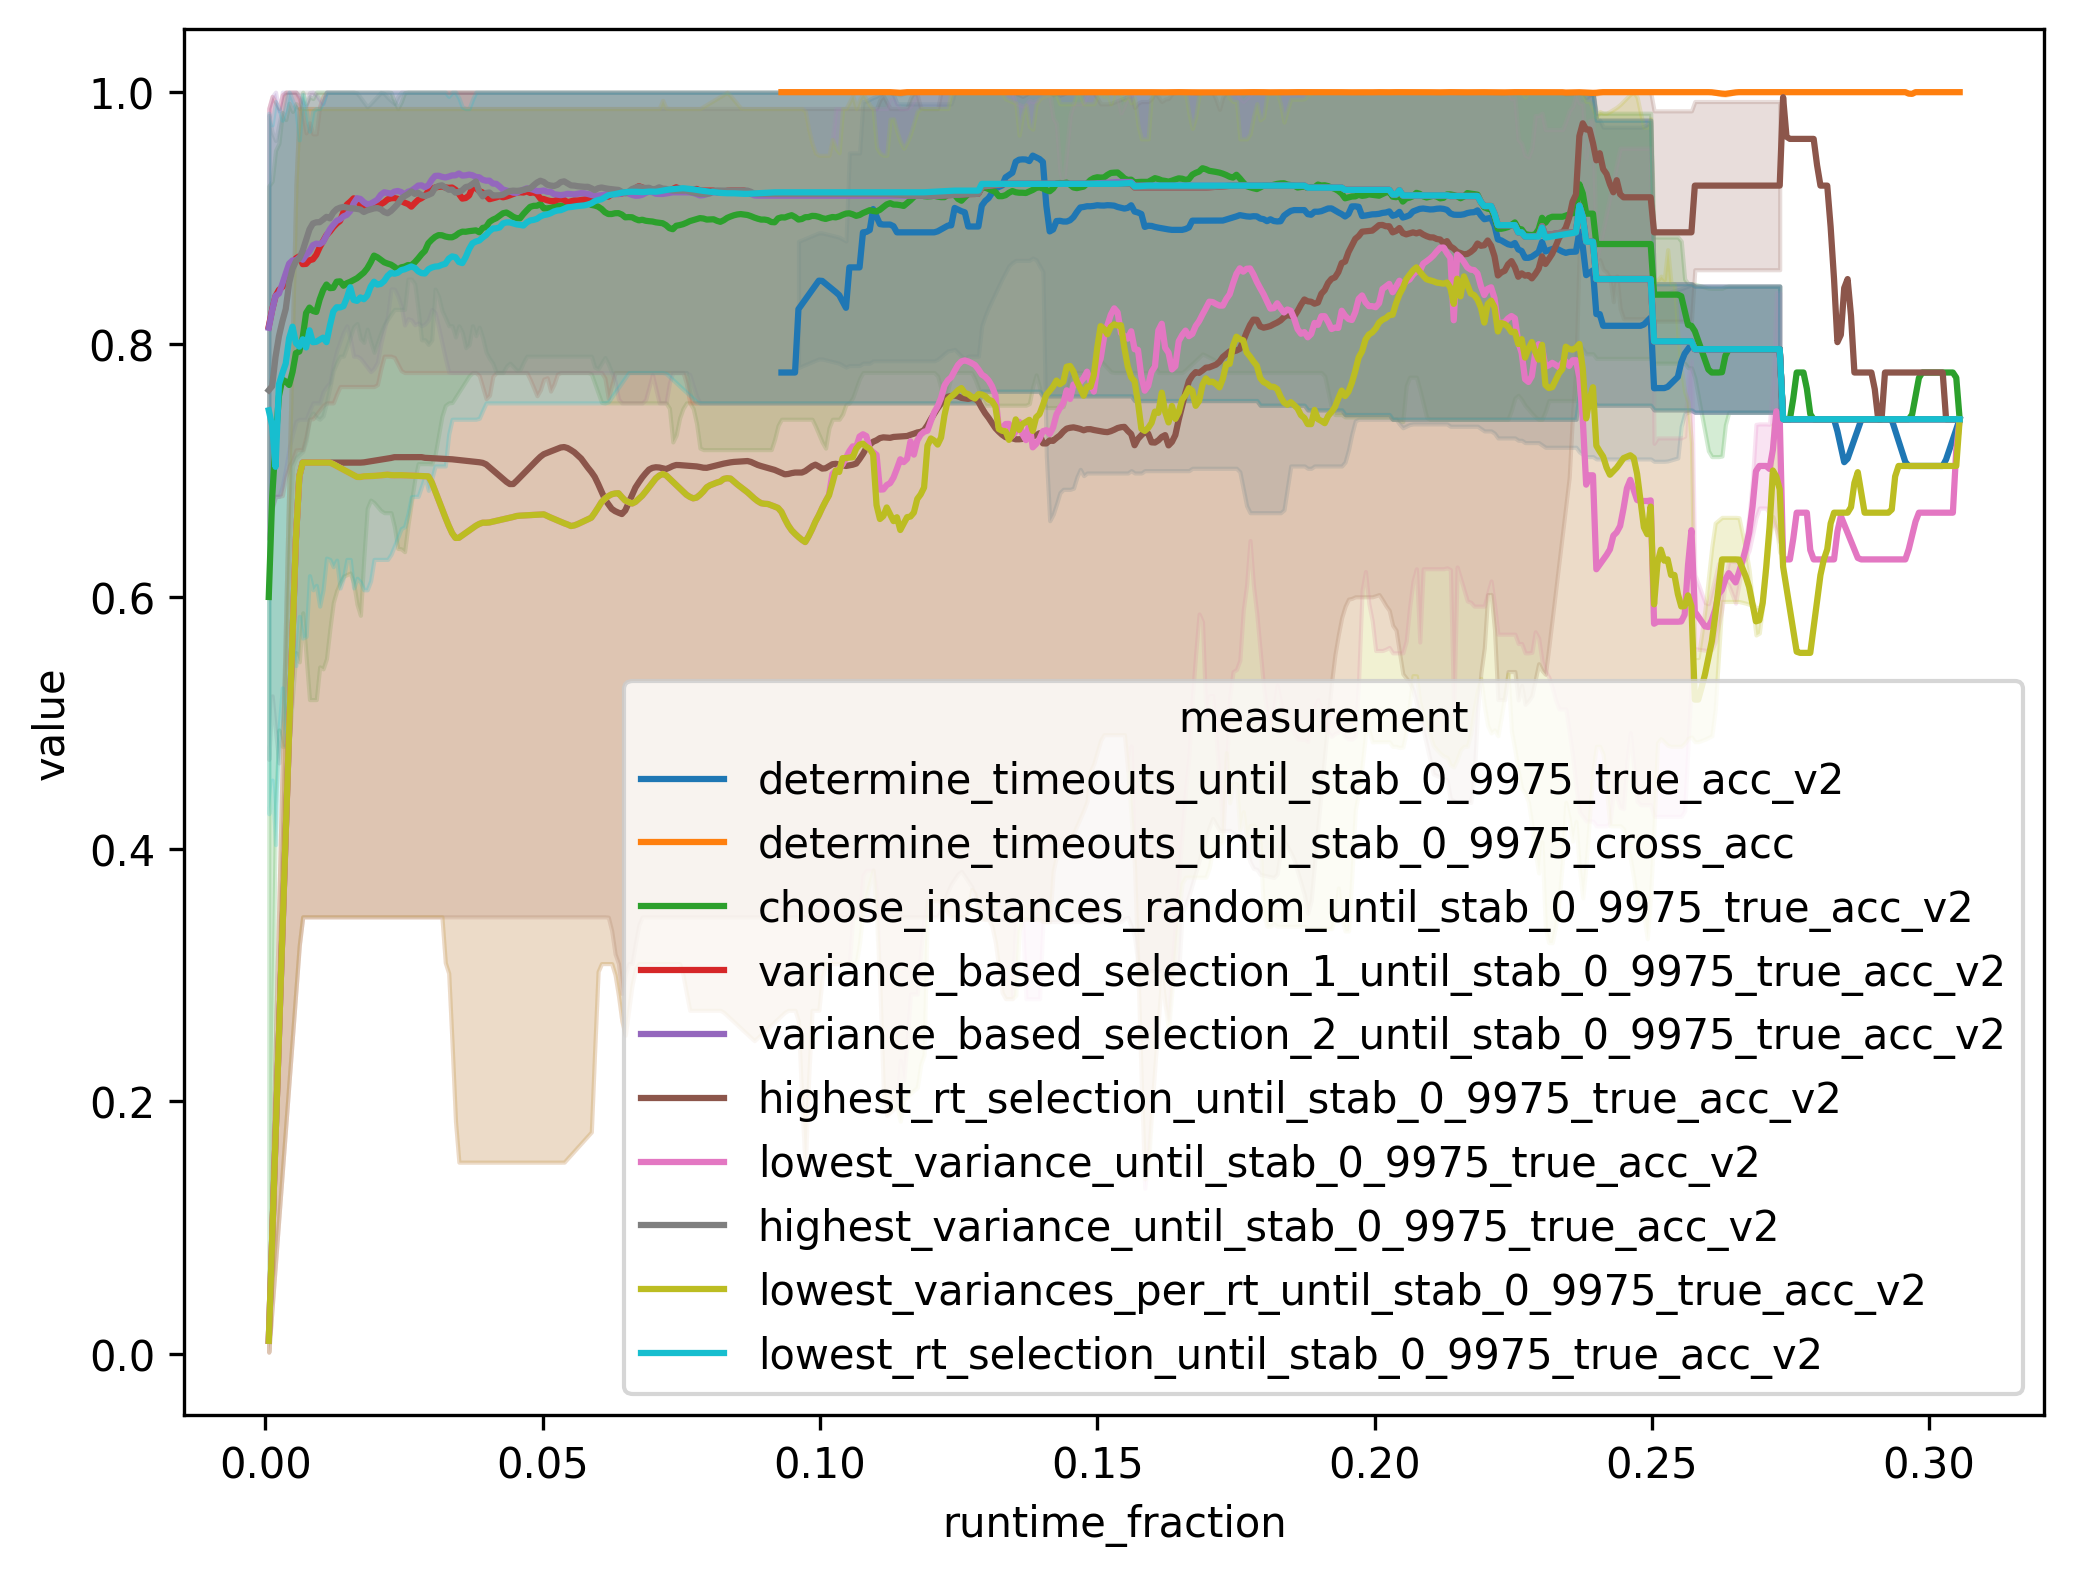 1.0
0.8
0.6
0.4
0.2
0.0
value
measurement
determine_timeouts_until_stab_0_9975_true_acc_v2
determine_timeouts_until_stab_0_9975_cross_acc
choose_instances_random_until_stab_0_9975_true_acc_v2
variance_based_selection_1_until_stab_0_9975_true_acc_v2
variance_based_selection_2_until_stab_0_9975_true_acc_v2
highest_rt_selection_until_stab_0_9975_true_acc_v2
lowest_variance_until_stab_0_9975_true_acc_v2
highest_variance_until_stab_0_9975_true_acc_v2
lowest_variances_per_rt_until_stab_0_9975_true_acc_v2
lowest_rt_selection_until_stab_0_9975_true_acc_v2
0.00 0.05 0.10 0.15 0.20 0.25 0.30
runtime_fraction